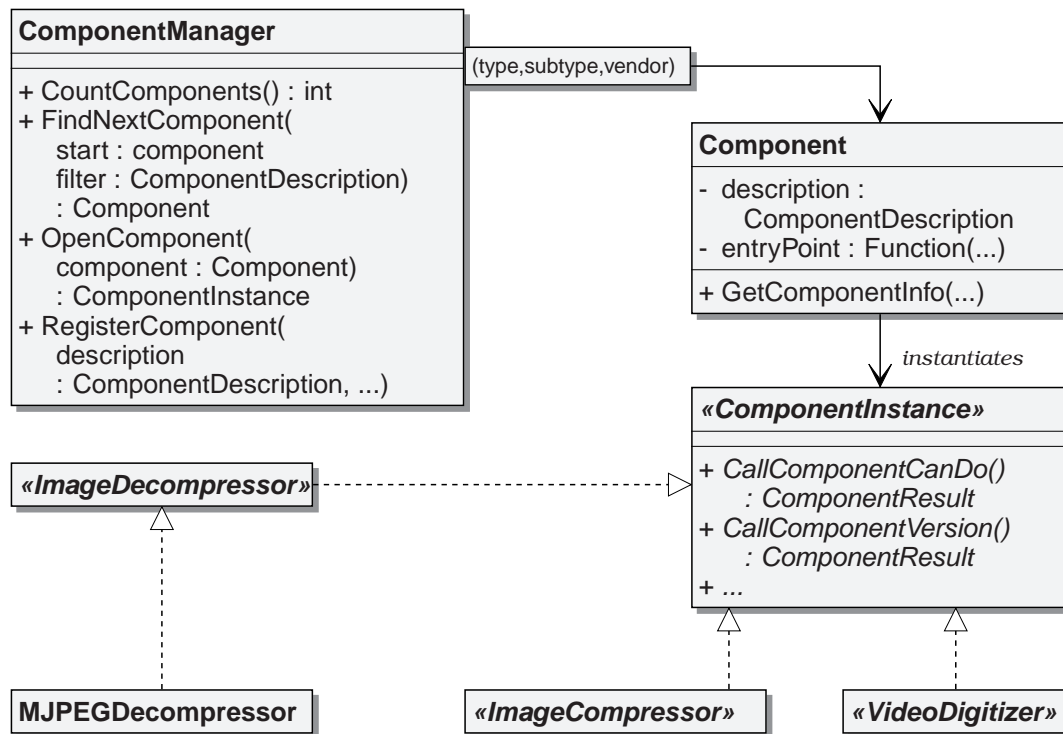 ComponentManager
+ CountComponents() : int
+ FindNextComponent(
start : component
filter : ComponentDescription)
: Component
+ OpenComponent(
component : Component)
: ComponentInstance
+ RegisterComponent(
description
: ComponentDescription, ...)
(type,subtype,vendor)
Component
- description :
ComponentDescription
- entryPoint : Function(...)
+ GetComponentInfo(...)
instantiates
«ComponentInstance»
+ CallComponentCanDo()
: ComponentResult
+ CallComponentVersion()
: ComponentResult
+ ...
«ImageDecompressor»
MJPEGDecompressor
«ImageCompressor»
«VideoDigitizer»